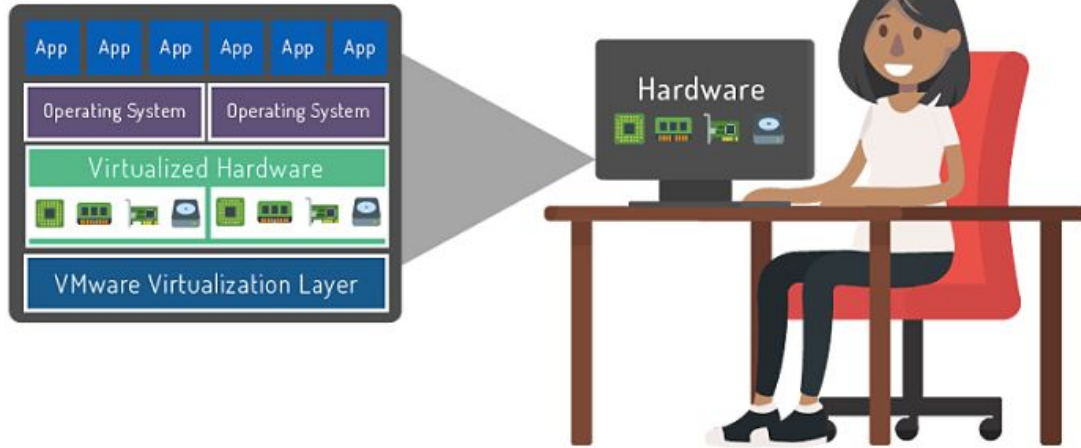 App App App App App App
Operating System Operating System
Virtualized Hardware
VMware Virtualization Layer
Hardware